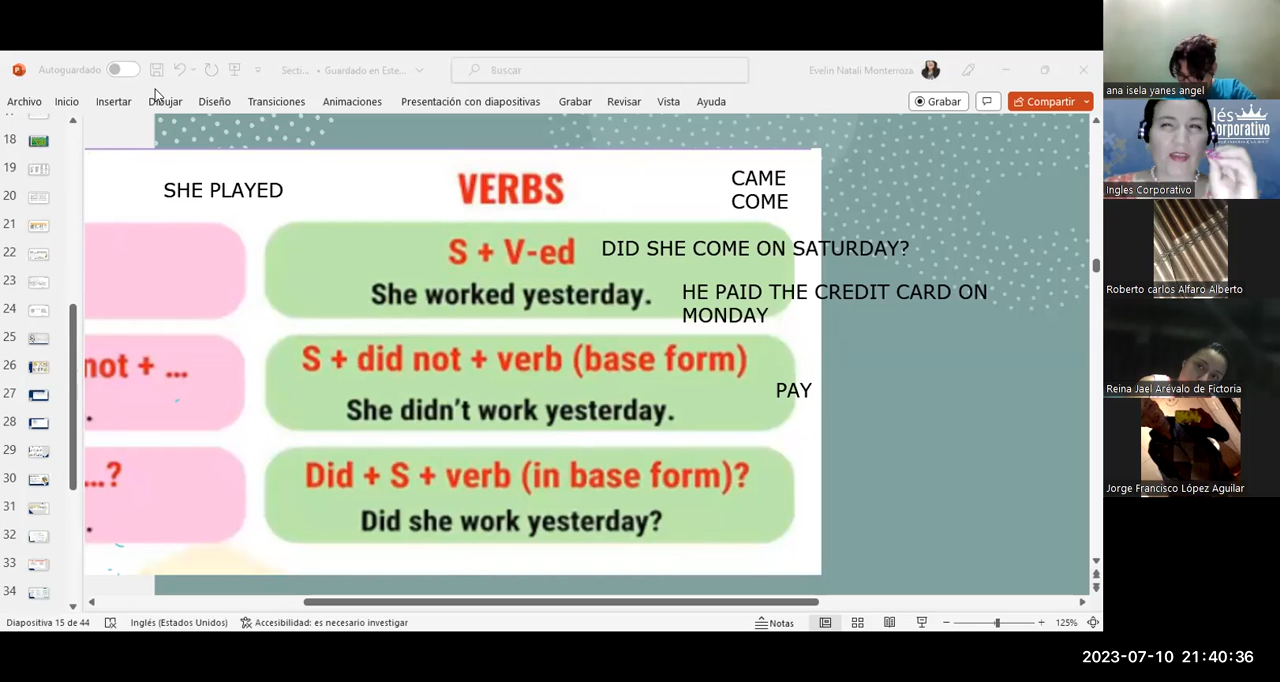 Autoguardado
Secti... • Guardado en Este...
Buscar
Evelin Natali Monterroza
Archivo Inicio Insertar Dibujar Diseño Transiciones Animaciones Presentación con diapositivas Grabar Revisar Vista Ayuda
Grabar
Compartir
18
19
20
21
22
23
24
25
26
27
28
29
30
31
32
33
34
SHE PLAYED
VERBS
CAME
COME
S + V-ed
DID SHE COME ON SATURDAY?
She worked yesterday.
HE PAID THE CREDIT CARD ON
MONDAY
not + ...
S + did not + verb (base form)
PAY
.
She didn't work yesterday.
...?
Did + S + verb (in base form)?
.
Did she work yesterday?
Diapositiva 15 de 44
Inglés (Estados Unidos)
Accesibilidad: es necesario investigar
Notas
125%
ana isela yanes angel
lés
orporativo
Ingles Corporativo
Roberto carlos Alfaro Alberto
Reina Jael Arévalo de Fictoria
Jorge Francisco López Aguilar
2023-07-10 21:40:36